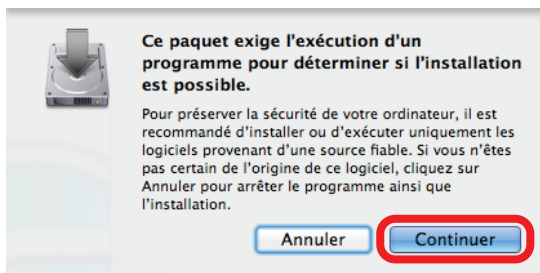 Ce paquet exige l'exécution d'un
programme pour déterminer si l'installation
est possible.
Pour préserver la sécurité de votre ordinateur, il est
recommandé d'installer ou d'exécuter uniquement les
logiciels provenant d'une source fiable. Si vous n'êtes
pas certain de l'origine de ce logiciel, cliquez sur
Annuler pour arrêter le programme ainsi que
l'installation.
Annuler Continuer